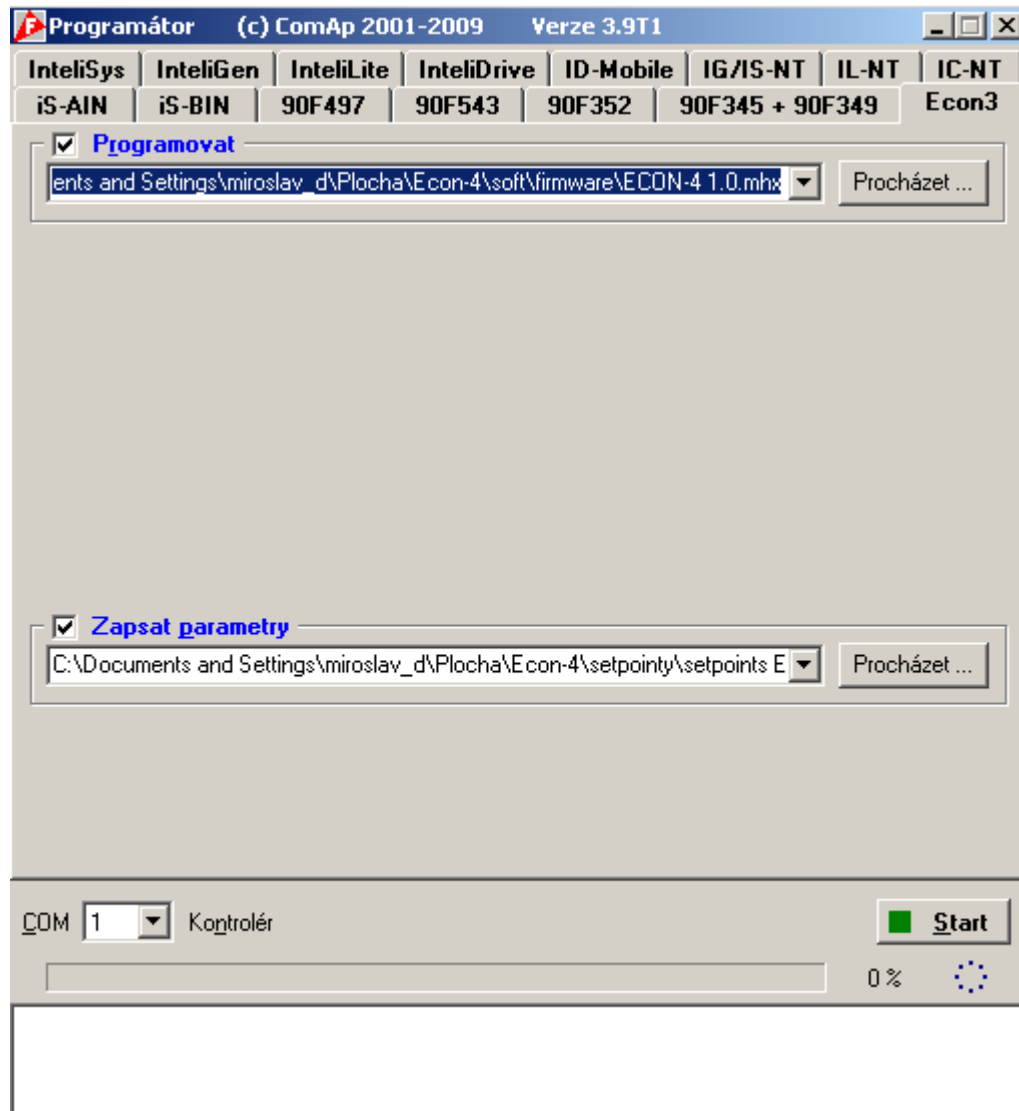 Programátor (c) ComAp 2001-2009 Verze 3.9T1
InteliSys InteliGen InteliLite InteliDrive ID-Mobile IG/IS-NT IL-NT IC-NT
iS-AIN iS-BIN 90F497 90F543 90F352 90F345 + 90F349 Econ3
Programovat
ents and Settings\miroslav_d\Plocha\Econ-4\soft\firmware\ECON-4 1.0.mhx Procházet ...
Zapsat parametry
C:\Documents and Settings\miroslav_d\Plocha\Econ-4\setpointy\setpoints E Procházet ...
COM 1 Kontrolér Start
0 %